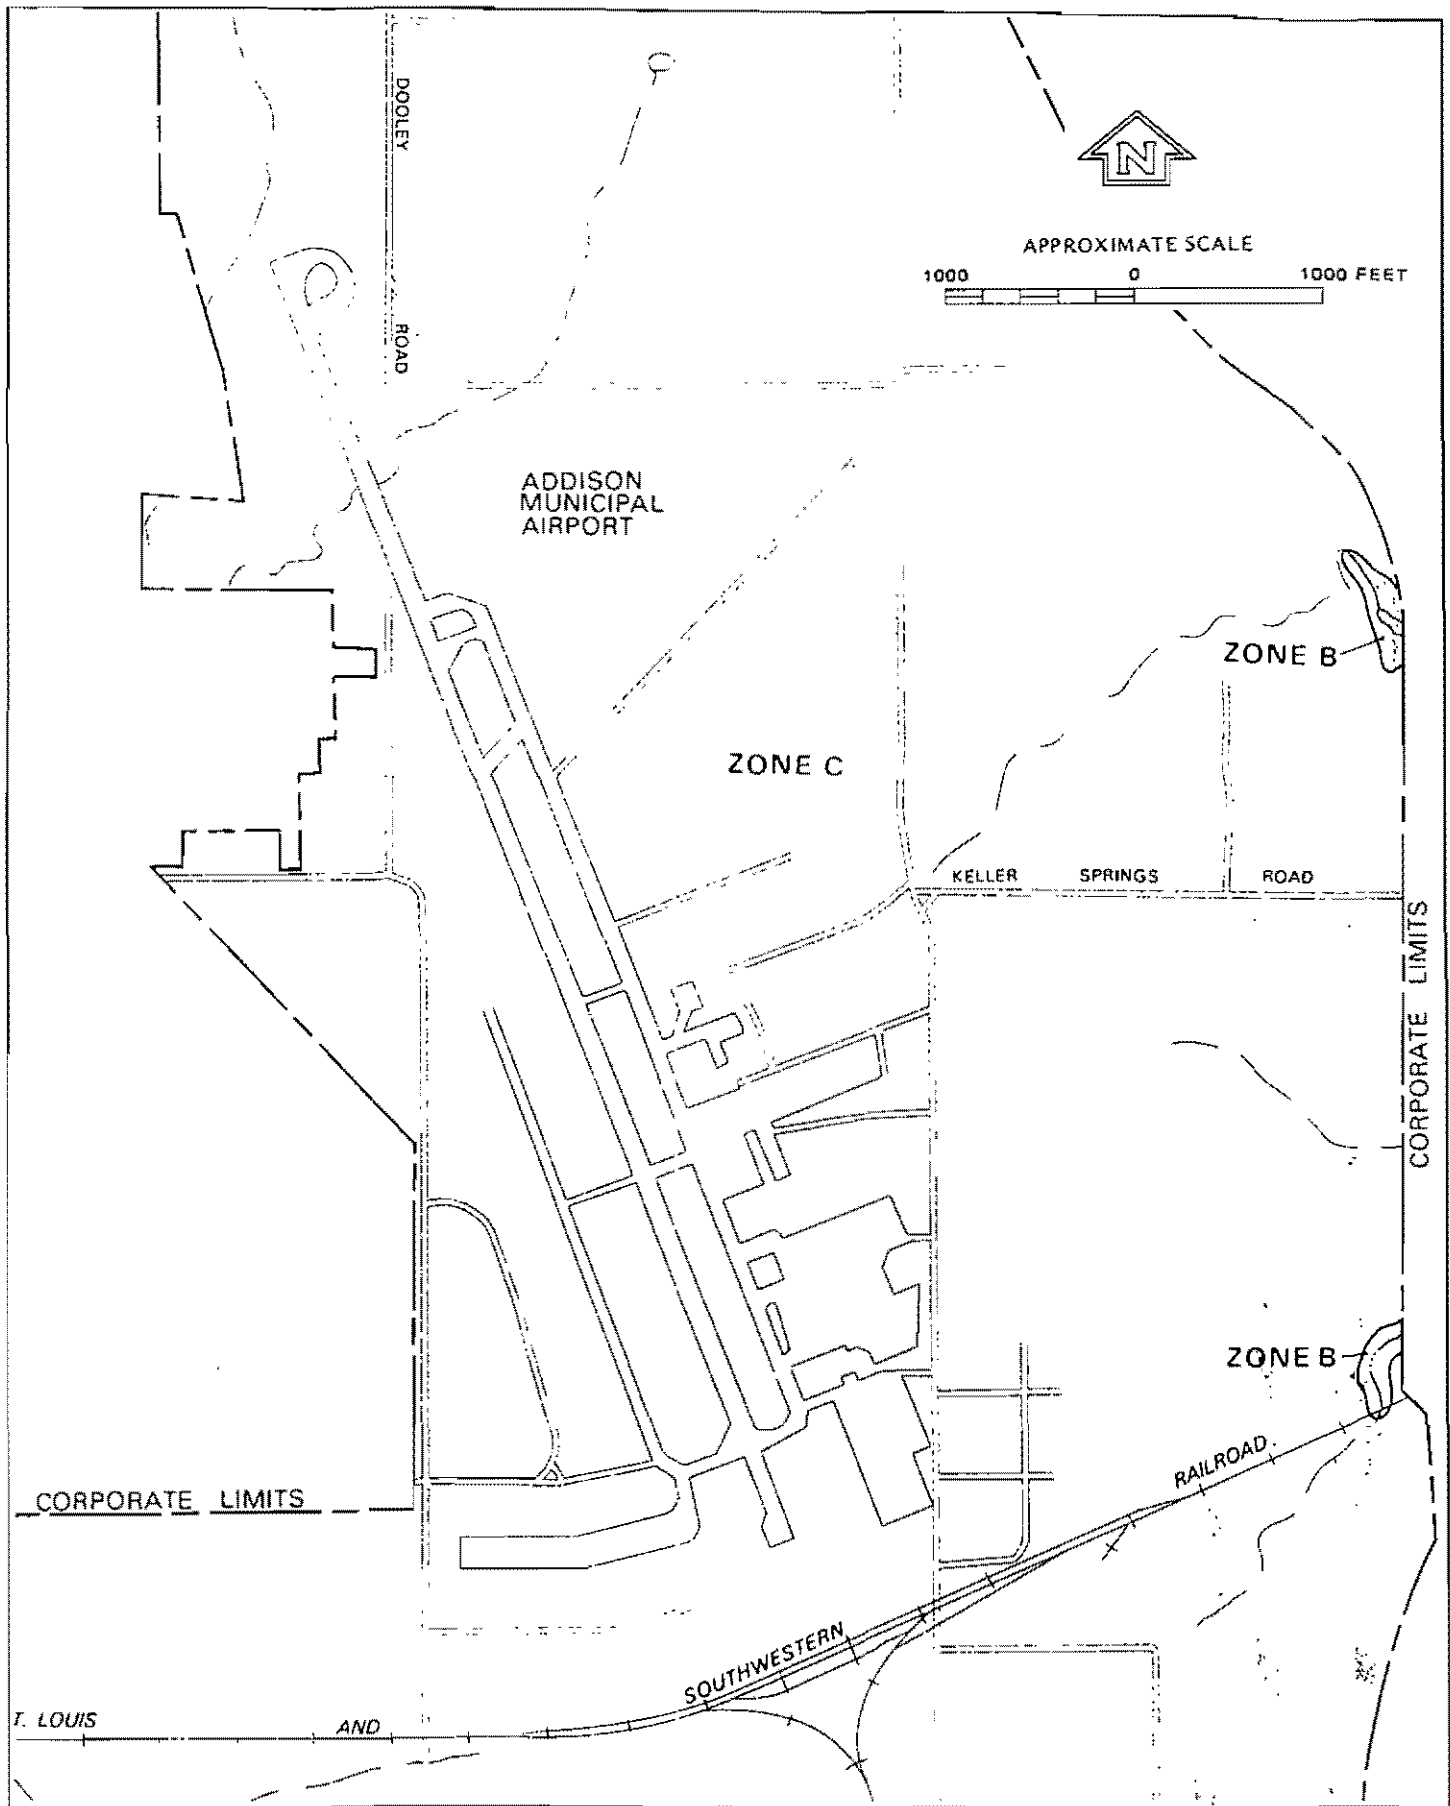 DOOLEY
ROAD
N
APPROXIMATE SCALE
1000 0 1000 FEET
ADDISON
MUNICIPAL
AIRPORT
ZONE B
ZONE C
KELLER SPRINGS ROAD
CORPORATE LIMITS
ZONE B
RAILROAD
CORPORATE LIMITS
SOUTHWESTERN
T. LOUIS AND